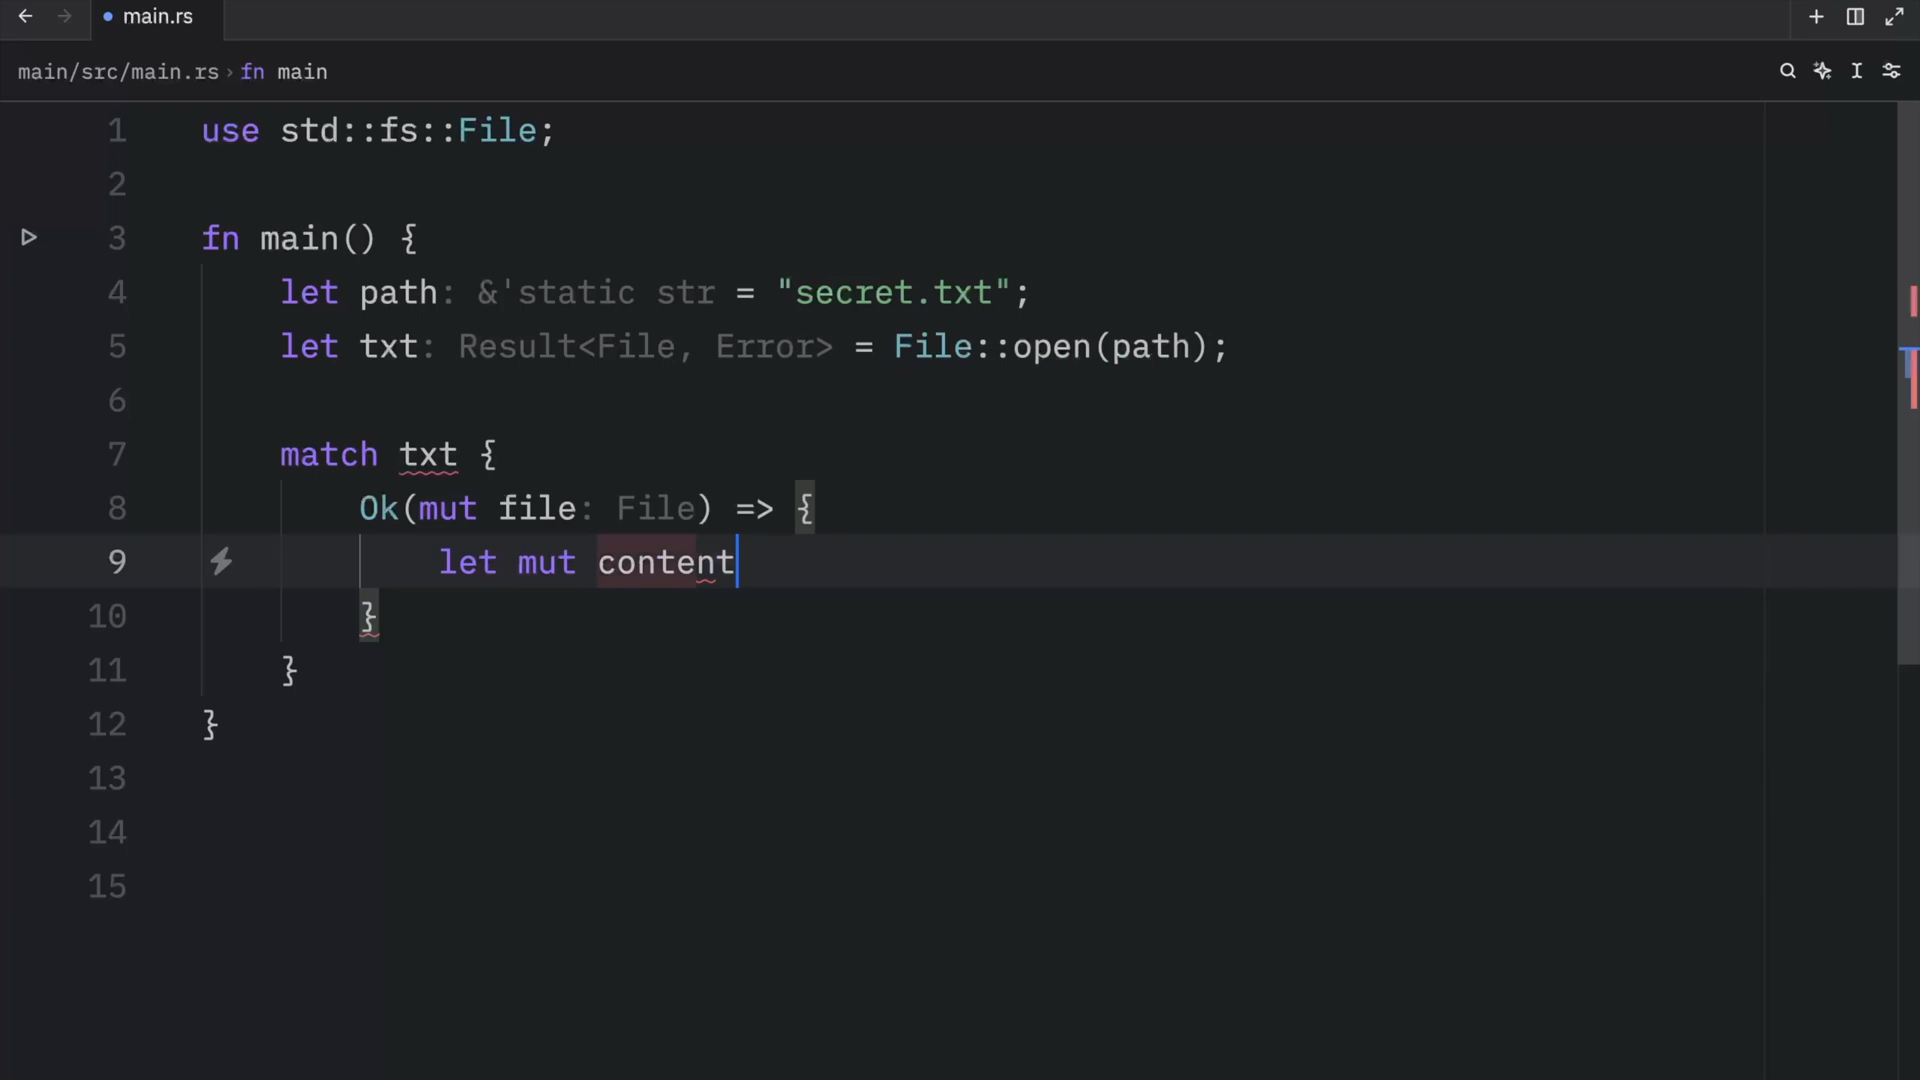 main.rs
main/src/main.rs › fn main
1 use std::fs::File;
2
3 fn main() {
4 let path: &'static str = "secret.txt";
5 let txt: Result<File, Error> = File::open(path);
6
7 match txt {
8 Ok(mut file: File) => {
9 let mut content
10 }
11 }
12 }
13
14
15